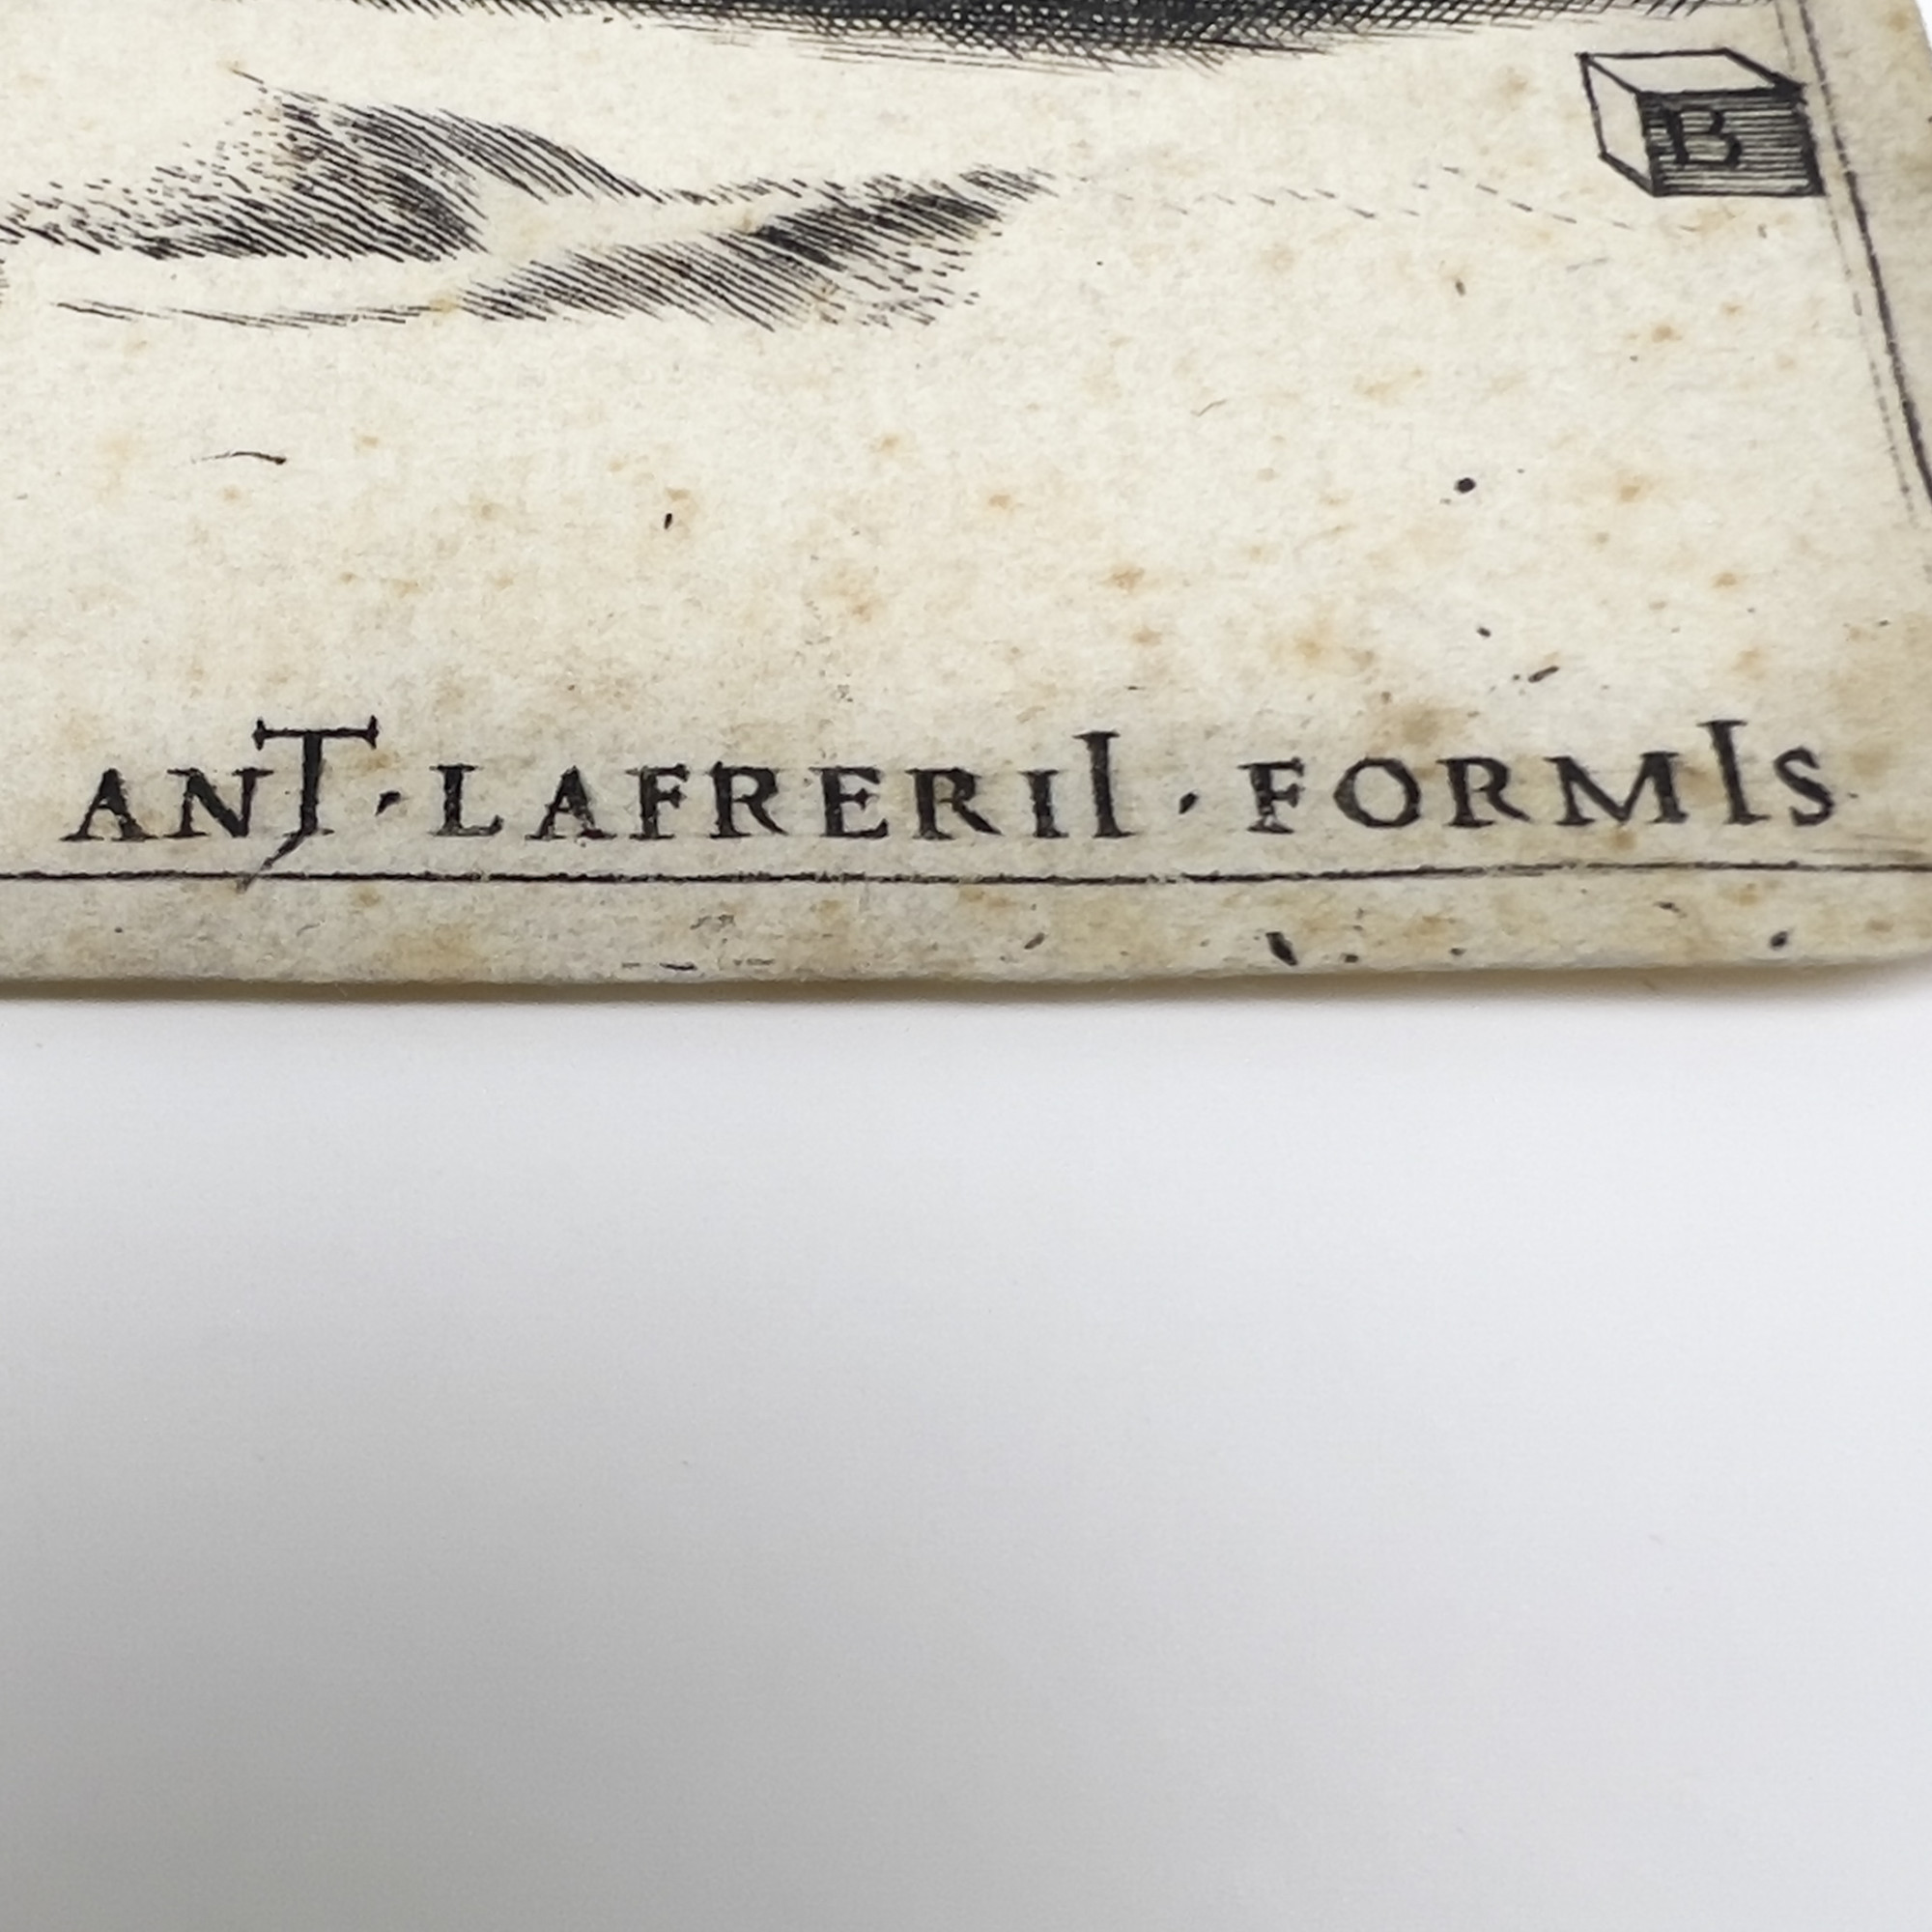 B
ANT · LAFRERII · FORMIS